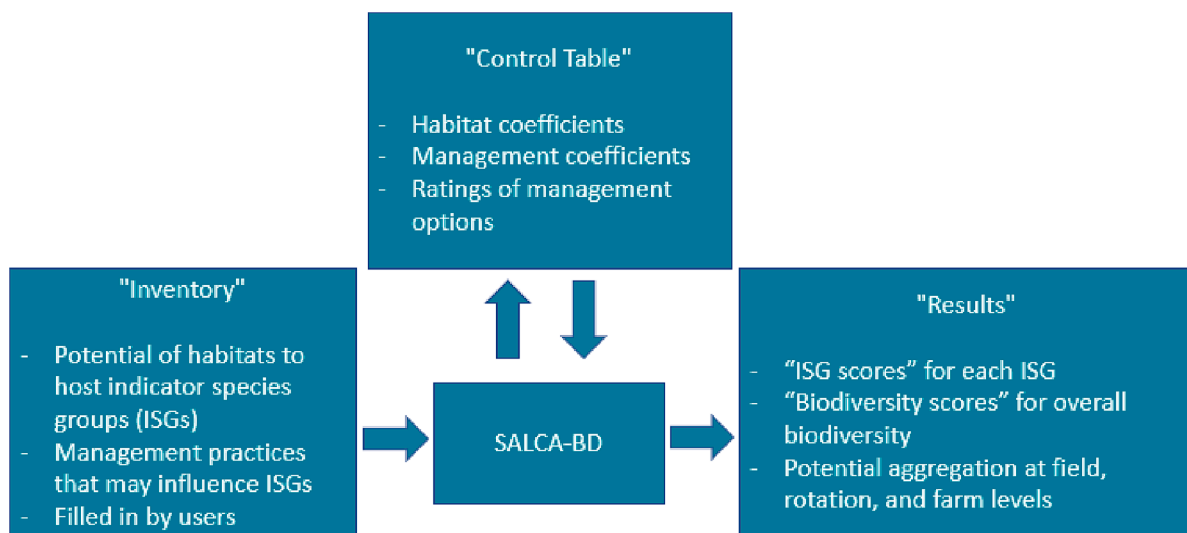 "Control Table"
- Habitat coefficients
- Management coefficients
- Ratings of management
options
"Inventory"
- Potential of habitats to
host indicator species
groups (ISGs)
- Management practices
that may influence ISGs
- Filled in by users
SALCA-BD
"Results"
- “ISG scores” for each ISG
- “Biodiversity scores” for overall
biodiversity
- Potential aggregation at field,
rotation, and farm levels